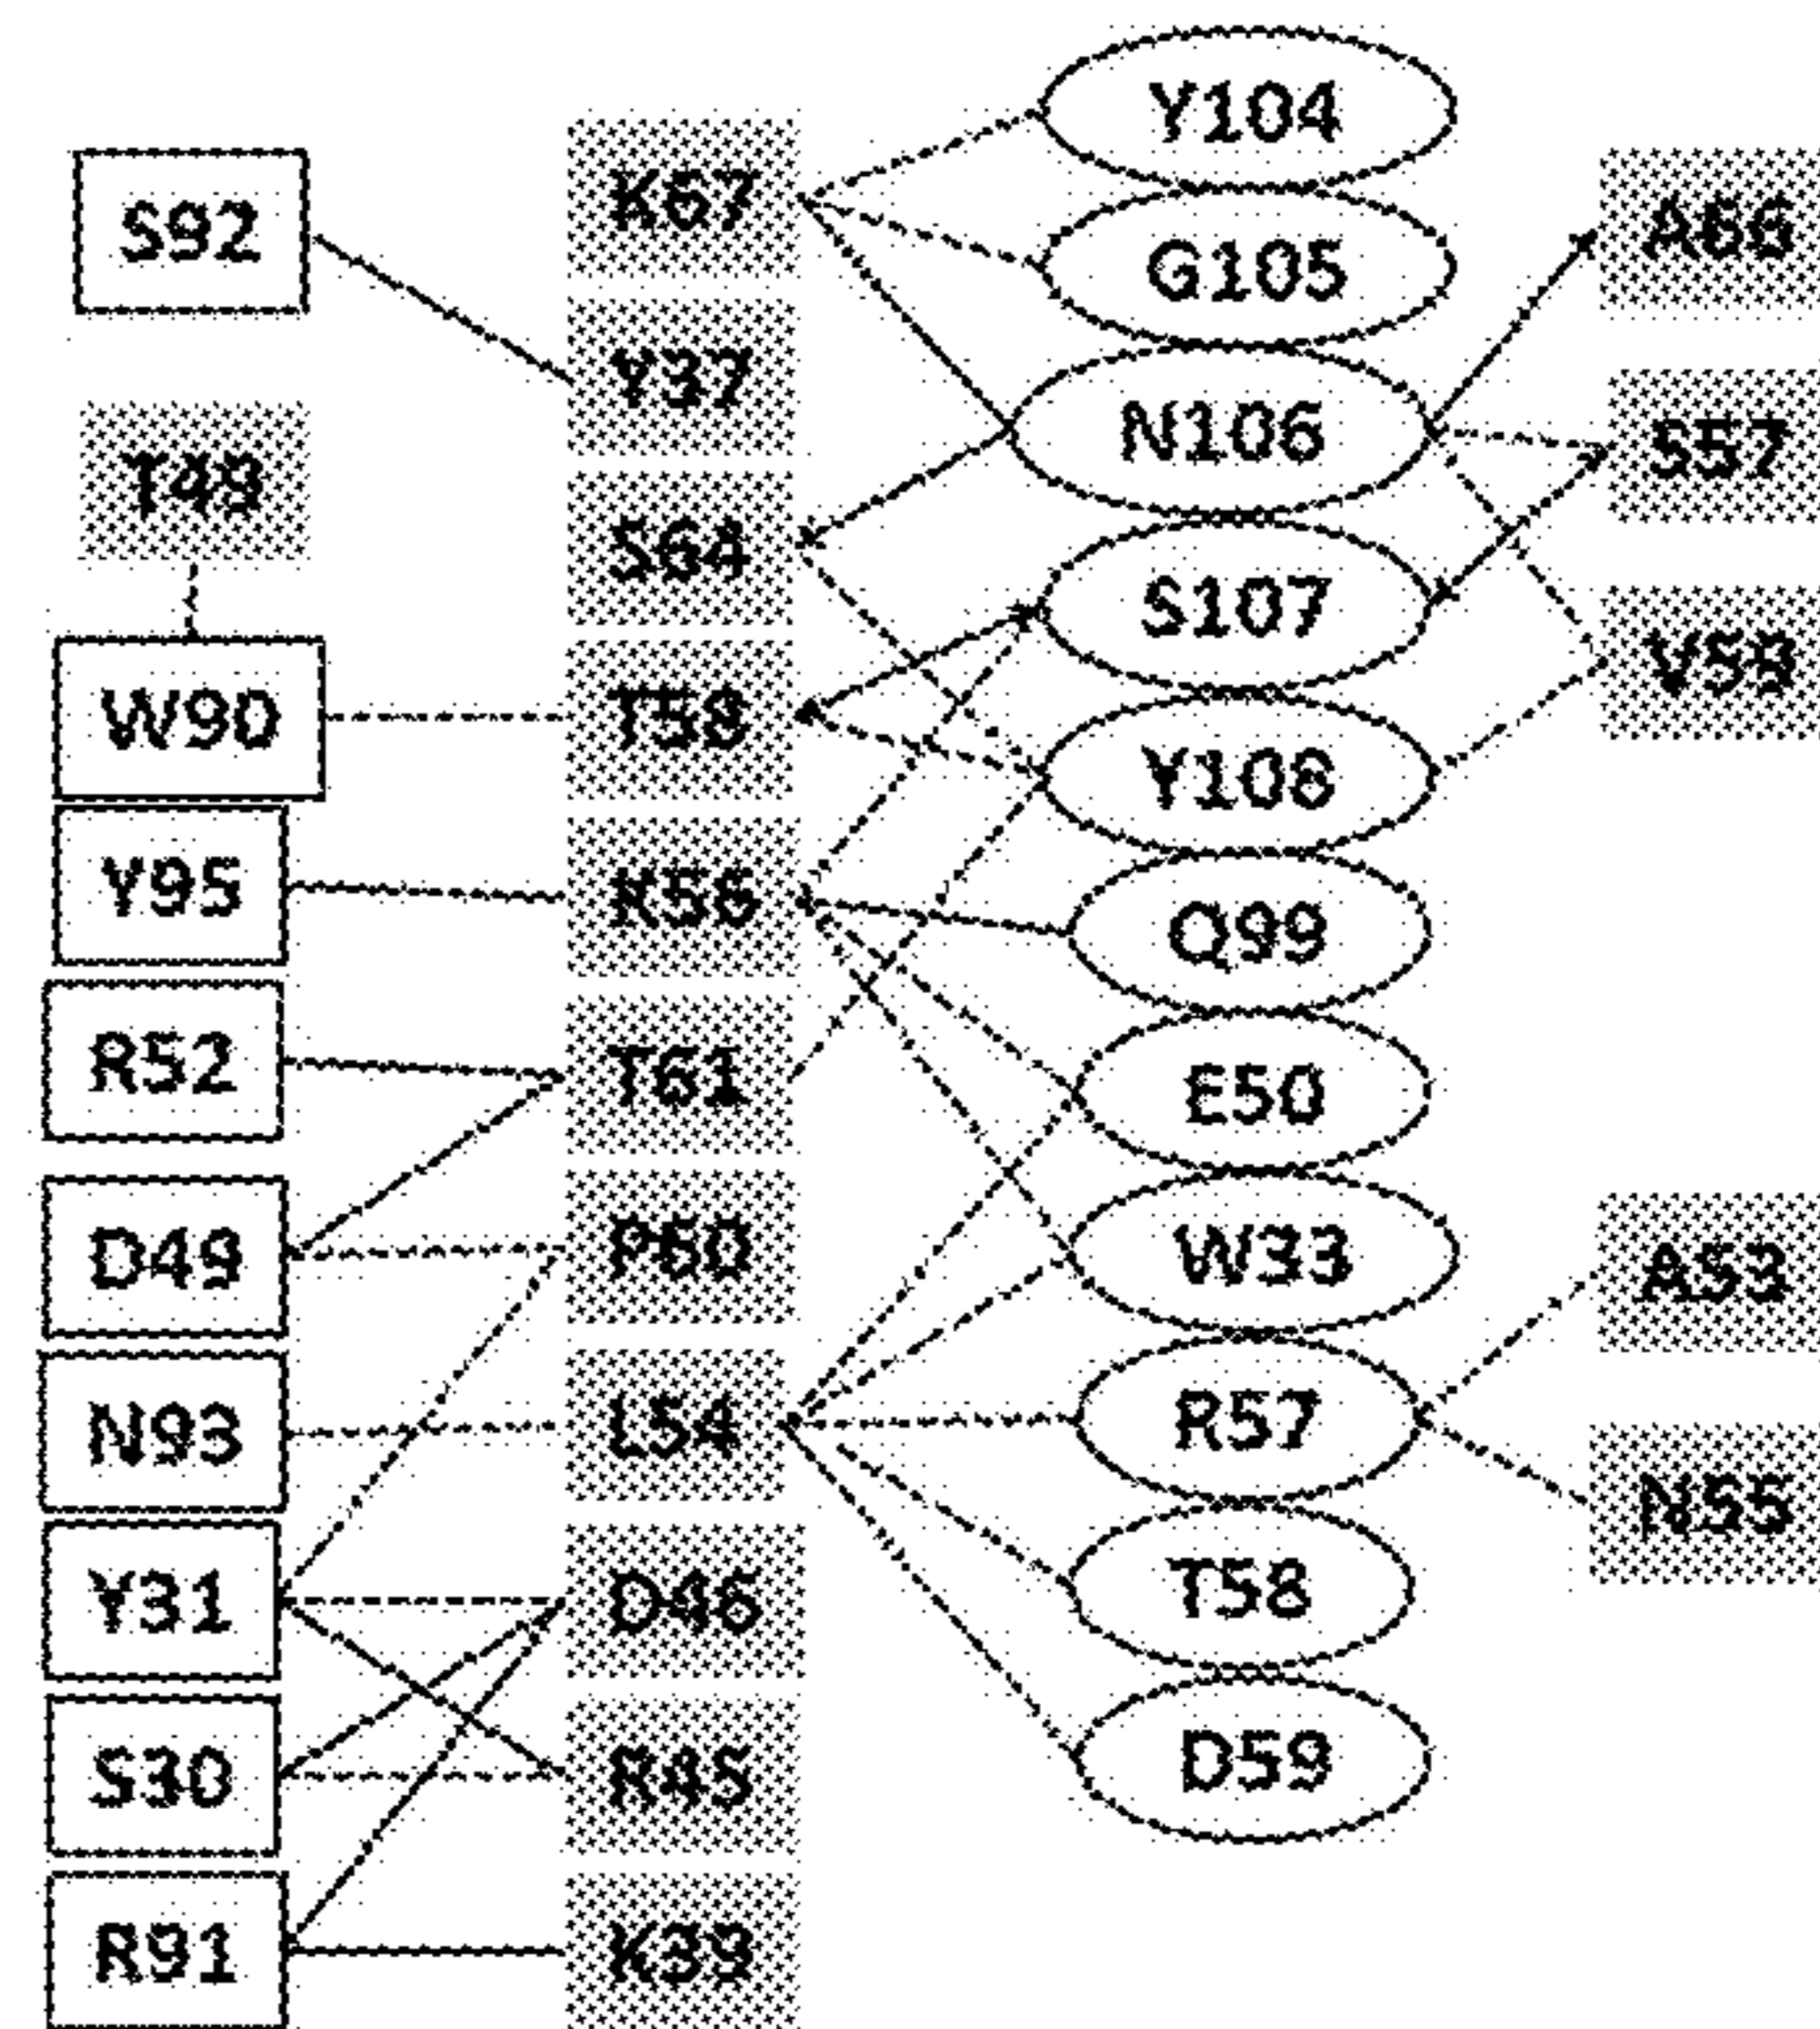 S92
T49
W90
Y95
R52
D49
N93
Y31
S30
R91
K67
Y37
S64
T58
K56
T61
P60
L54
D46
R45
K39
Y104
G105
N106
S107
Y108
Q99
E50
W33
R57
T58
D59
A66
S57
A53
N55